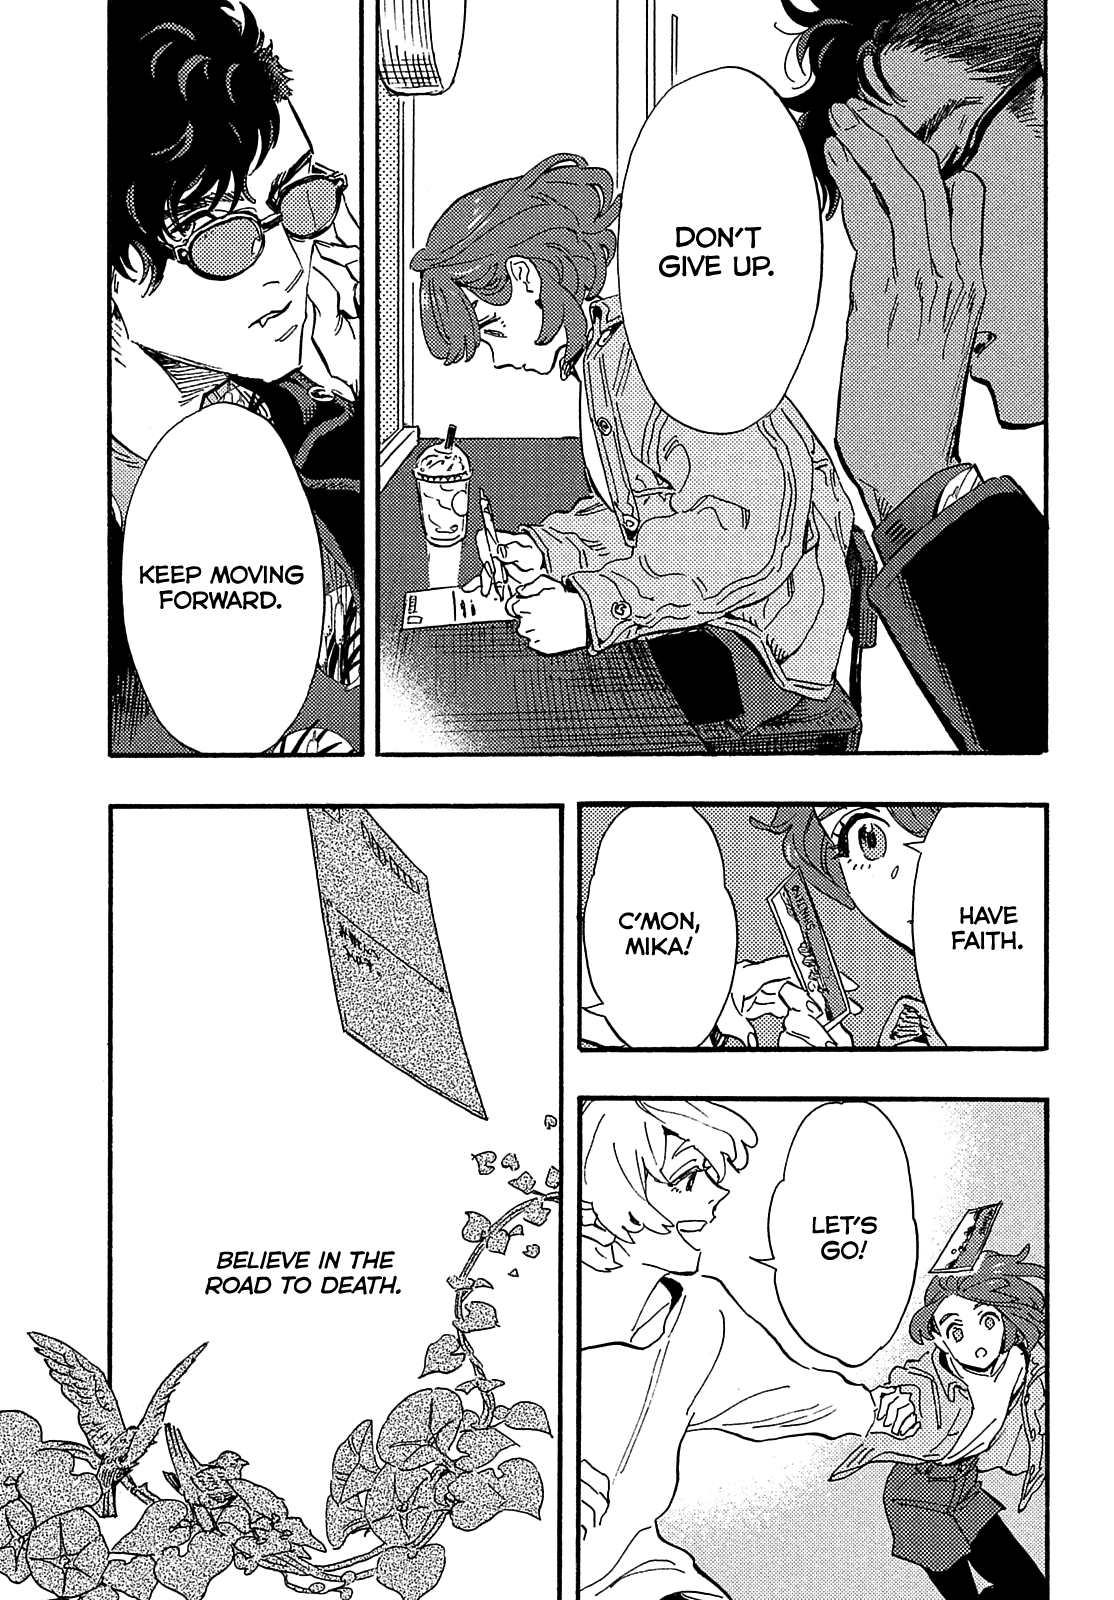 DON'T
GIVE UP.
KEEP MOVING
FORWARD.
HAVE
FAITH.
C'MON,
MIKA!
LET'S
GO!
BELIEVE IN THE
ROAD TO DEATH.